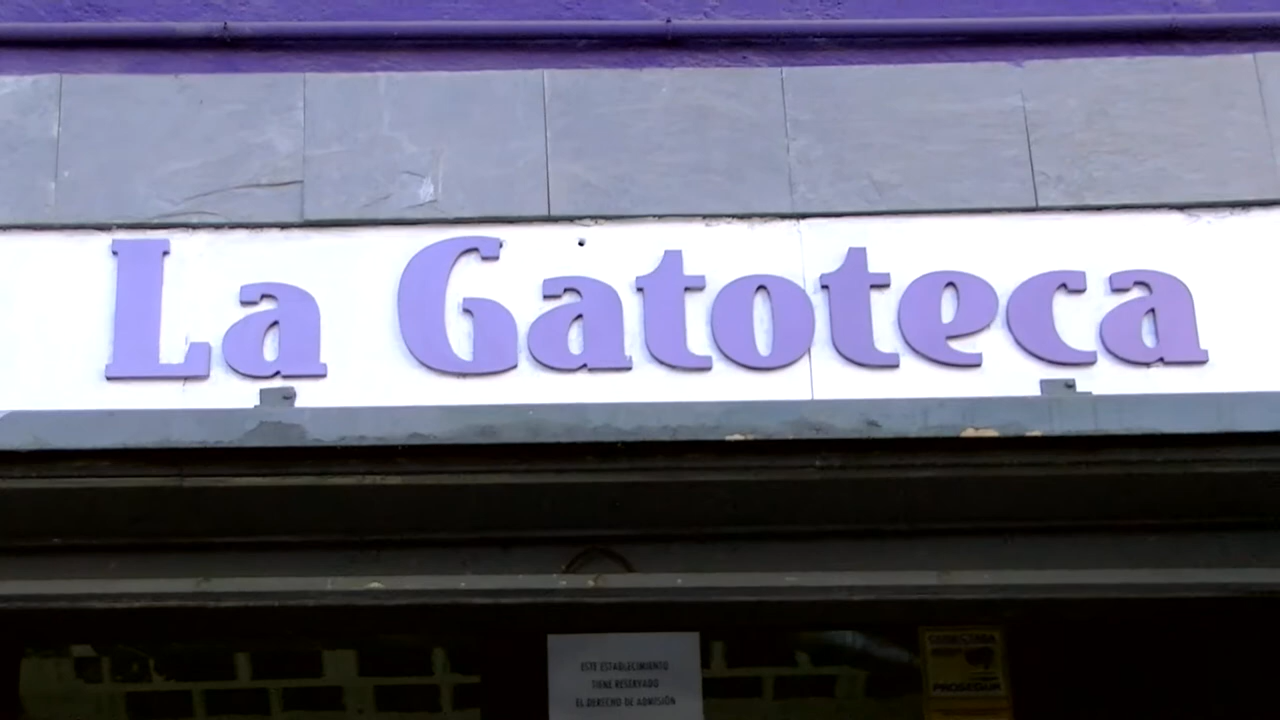 La Gatoteca
ESTE ESTABLECIMIENTO
TIENE RESERVADO
EL DERECHO DE ADMISIÓN
PROSEGUR